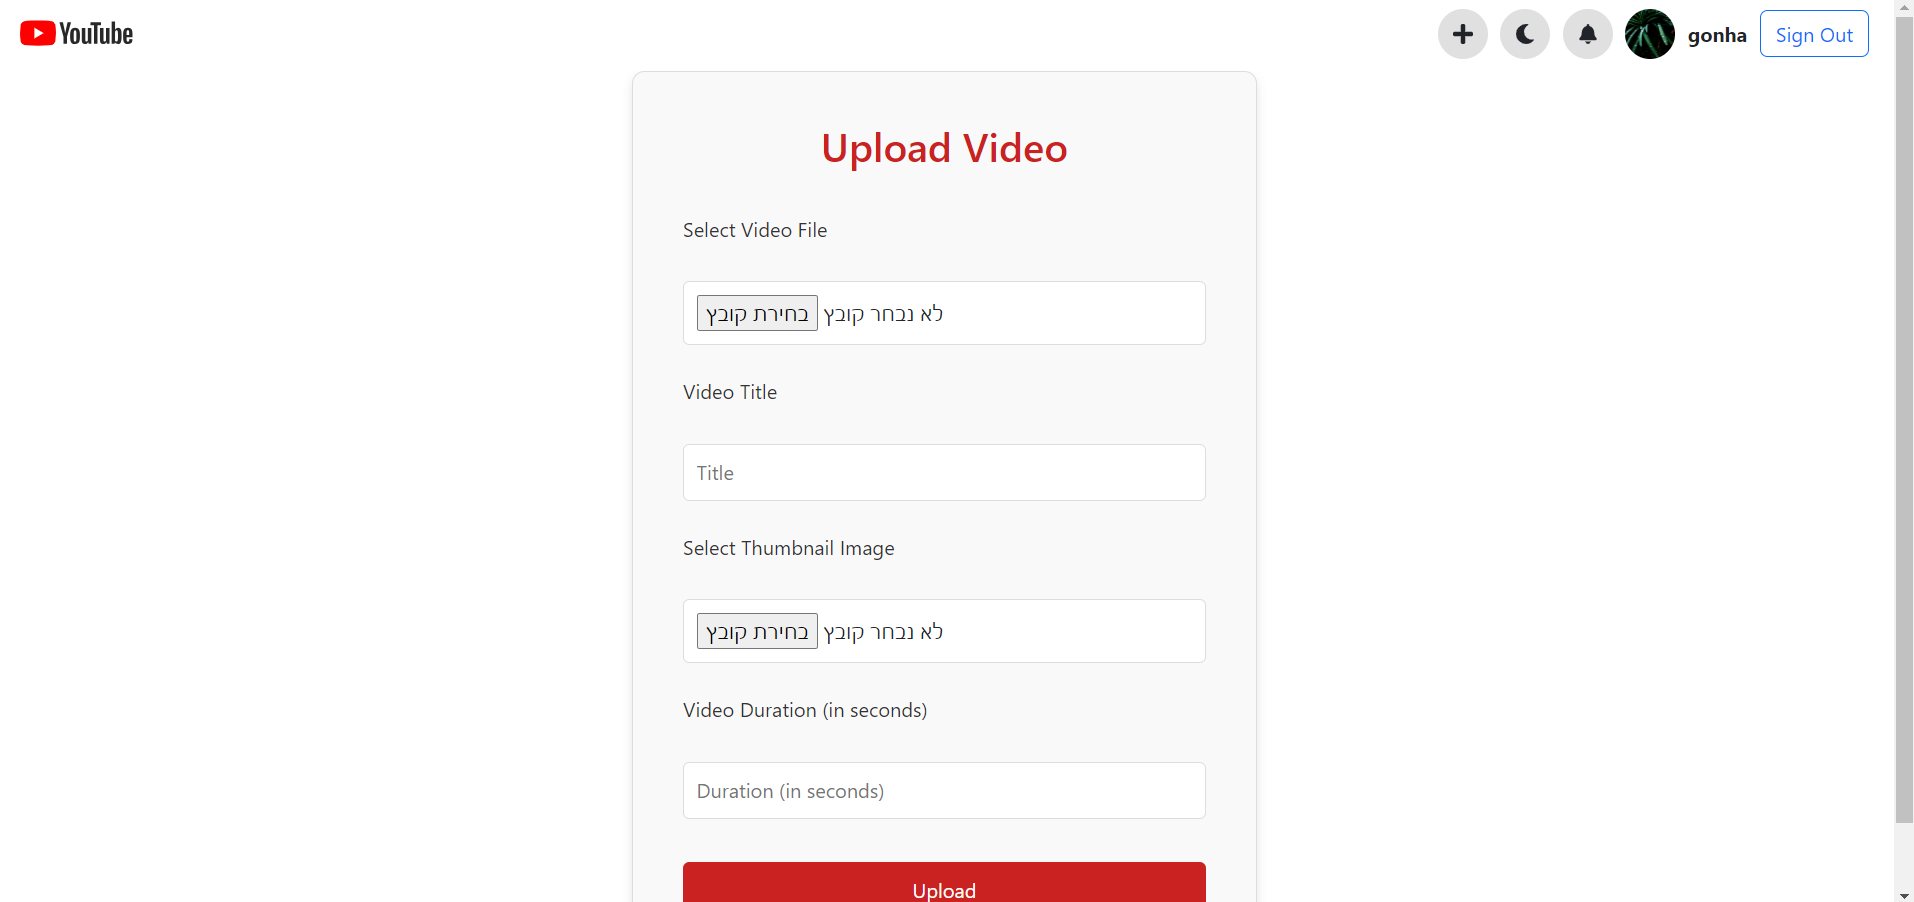 YouTube
gonha
Sign Out
Upload Video
Select Video File
בחירת קובץ לא נבחר קובץ
Video Title
Title
Select Thumbnail Image
בחירת קובץ לא נבחר קובץ
Video Duration (in seconds)
Duration (in seconds)
Upload